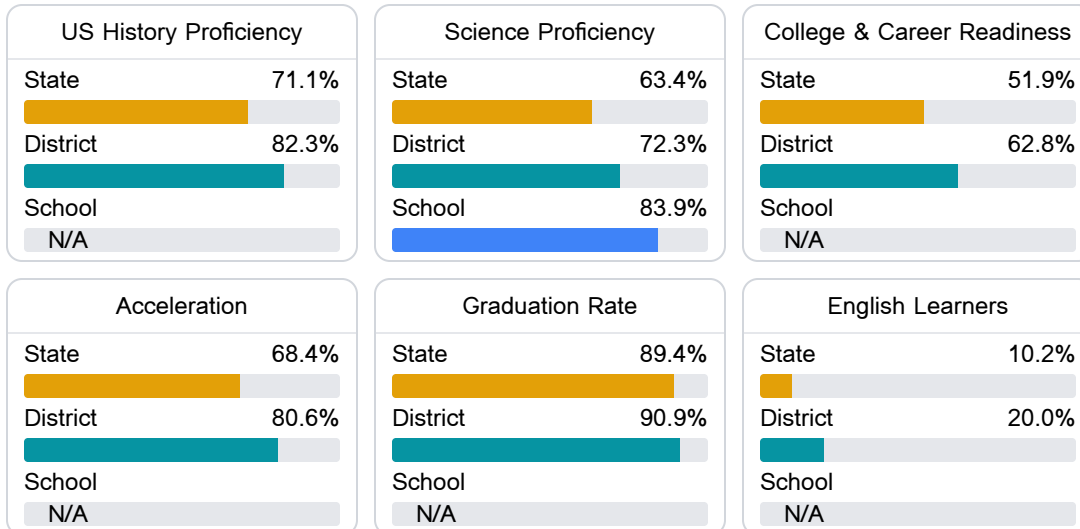 US History Proficiency
State 71.1%
District 82.3%
School
N/A
Science Proficiency
State 63.4%
District 72.3%
School 83.9%
College & Career Readiness
State 51.9%
District 62.8%
School
N/A
Acceleration
State 68.4%
District 80.6%
School
N/A
Graduation Rate
State 89.4%
District 90.9%
School
N/A
English Learners
State 10.2%
District 20.0%
School
N/A